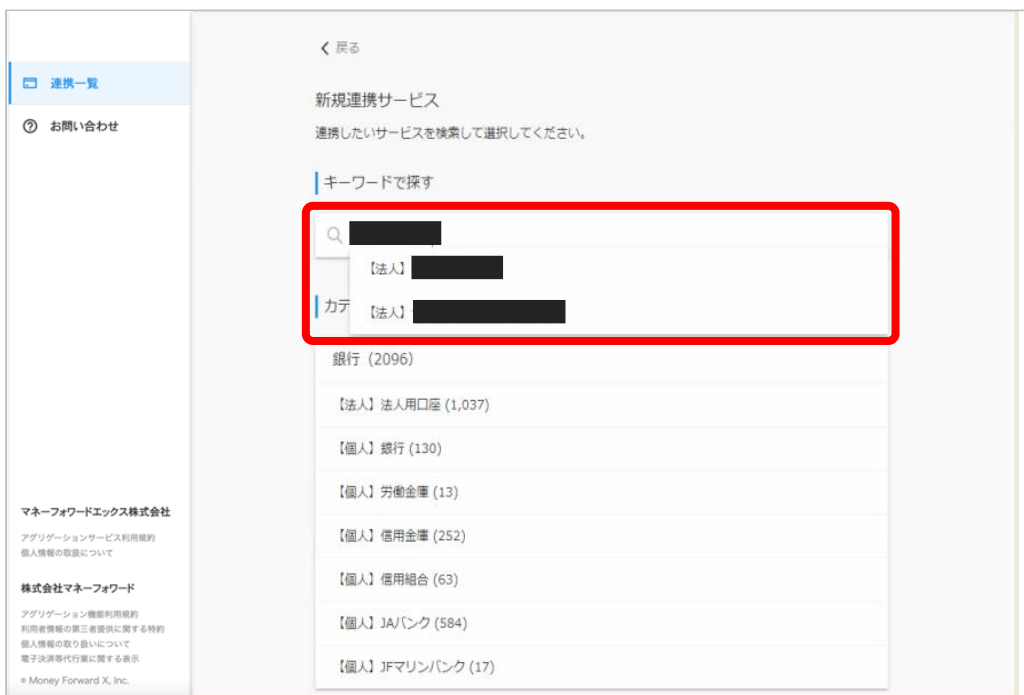 連携一覧
お問い合わせ
マネーフォワードエックス株式会社
アグリゲーションサービス利用規約
個人情報の取扱について
株式会社マネーフォワード
アグリゲーション機能利用規約
利用者情報の第三者提供に関する特約
個人情報の取り扱いについて
電子決済等代行業に関する表示
© Money Forward X, Inc.
戻る
新規連携サービス
連携したいサービスを検索して選択してください。
キーワードで探す
【法人】
カテ
【法人】
銀行 (2096)
【法人】法人用口座 (1,037)
【個人】銀行 (130)
【個人】労働金庫 (13)
【個人】信用金庫 (252)
【個人】信用組合 (63)
【個人】JAバンク (584)
【個人】JFマリンバンク (17)